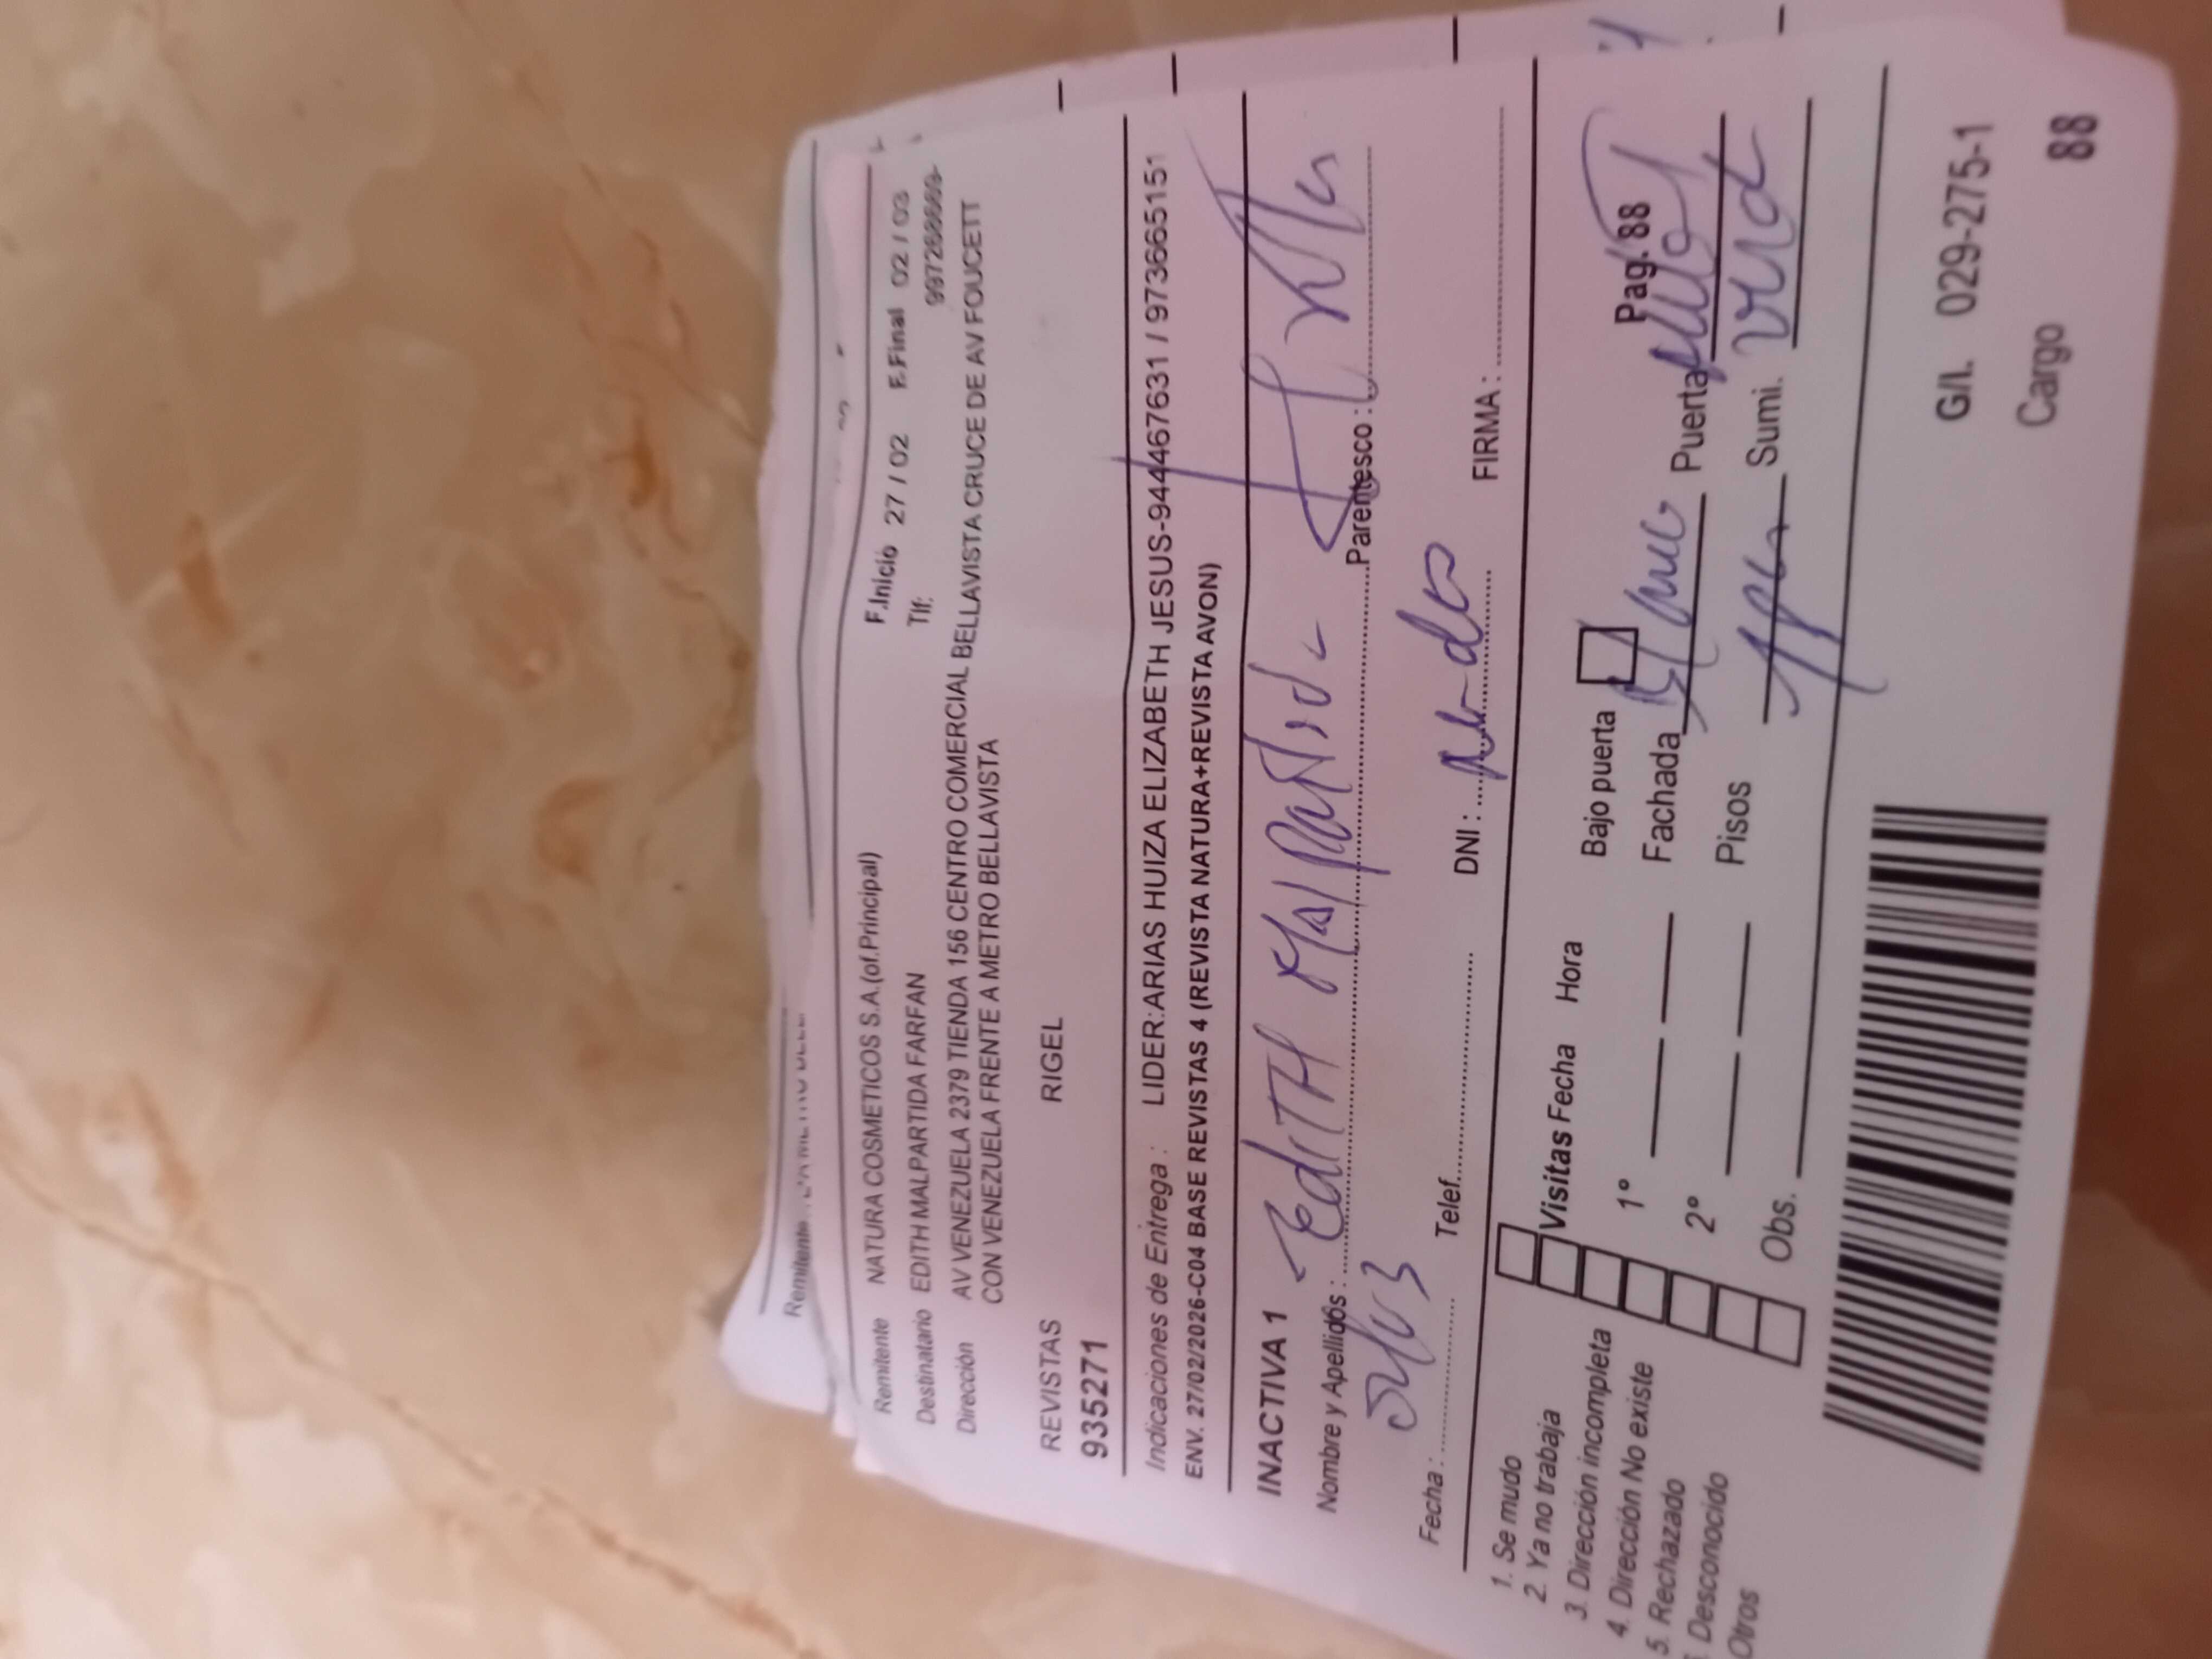 Remitente
Remitente NATURA COSMETICOS S.A.(of.Principal) F.Inicio 27 / 02 F.Final 02 / 03
Destinatario EDITH MALPARTIDA FARFAN Tlf:
Dirección AV VENEZUELA 2379 TIENDA 156 CENTRO COMERCIAL BELLAVISTA CRUCE DE AV FOUCETT
CON VENEZUELA FRENTE A METRO BELLAVISTA
REVISTAS RIGEL
935271
Indicaciones de Entrega : LIDER:ARIAS HUIZA ELIZABETH JESUS-944467631 / 973665151
ENV. 27/02/2026-C04 BASE REVISTAS 4 (REVISTA NATURA+REVISTA AVON)
INACTIVA 1
Nombre y Apellidos : Edith Malpartida Parentesco :
Fecha : Telef. DNI : FIRMA :
1. Se mudo
2. Ya no trabaja
3. Dirección incompleta
4. Dirección No existe
5. Rechazado
Desconocido
Otros
Visitas Fecha Hora
1º
2º
Obs.
Bajo puerta Pag. 88
Fachada Puerta
Pisos Sumi.
G/L 029-275-1
Cargo 88